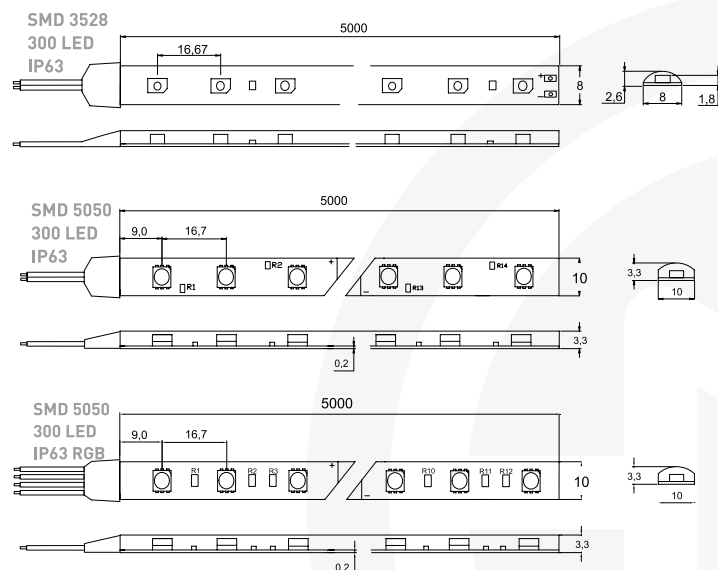 SMD 3528
300 LED
IP63
5000
16,67
8
+
−
2,6
8
1,8
SMD 5050
300 LED
IP63
5000
9,0
16,7
R1
R2
+
−
R13
R14
10
3,3
10
0,2
3,3
SMD 5050
300 LED
IP63 RGB
5000
9,0
16,7
R1
R2
R3
+
−
R10
R11
R12
10
3,3
10
0,2
3,3